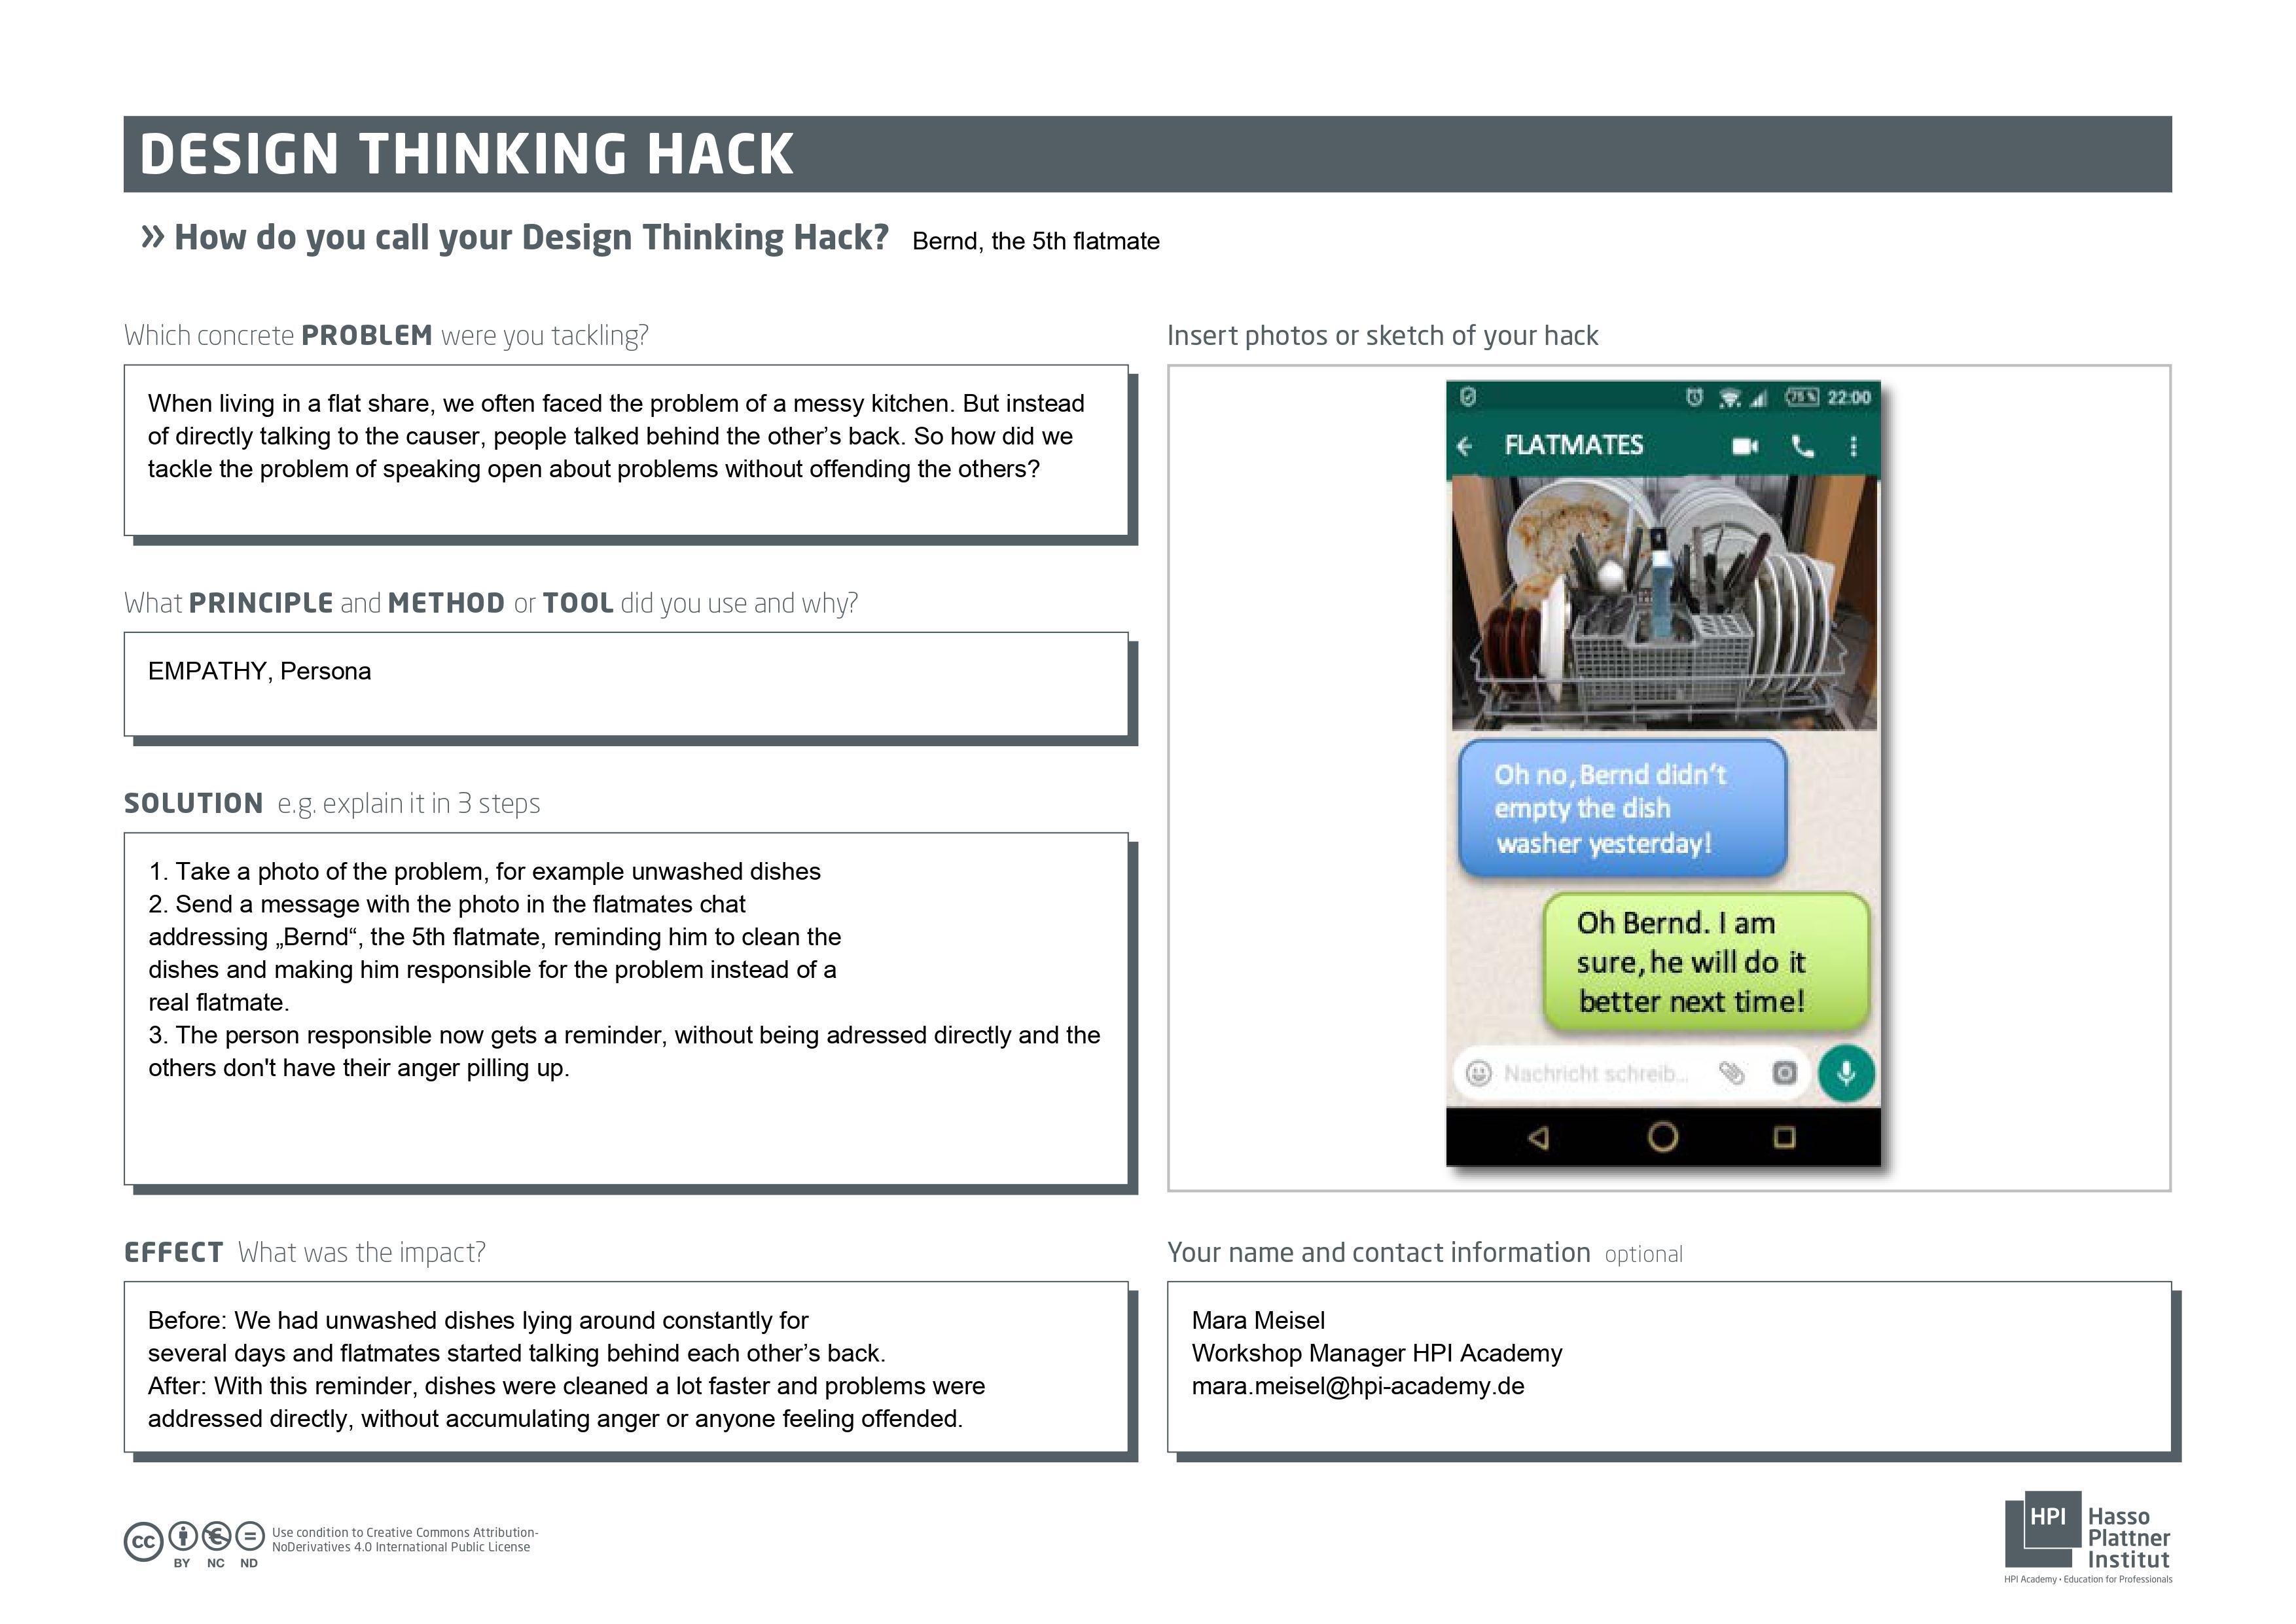 DESIGN THINKING HACK
» How do you call your Design Thinking Hack? Bernd, the 5th flatmate
Which concrete PROBLEM were you tackling?
When living in a flat share, we often faced the problem of a messy kitchen. But instead
of directly talking to the causer, people talked behind the other’s back. So how did we
tackle the problem of speaking open about problems without offending the others?
What PRINCIPLE and METHOD or TOOL did you use and why?
EMPATHY, Persona
SOLUTION e.g. explain it in 3 steps
1. Take a photo of the problem, for example unwashed dishes
2. Send a message with the photo in the flatmates chat
addressing „Bernd“, the 5th flatmate, reminding him to clean the
dishes and making him responsible for the problem instead of a
real flatmate.
3. The person responsible now gets a reminder, without being adressed directly and the
others don't have their anger pilling up.
EFFECT What was the impact?
Before: We had unwashed dishes lying around constantly for
several days and flatmates started talking behind each other’s back.
After: With this reminder, dishes were cleaned a lot faster and problems were
addressed directly, without accumulating anger or anyone feeling offended.
Insert photos or sketch of your hack
75 % 22:00
FLATMATES
Oh no, Bernd didn’t
empty the dish
washer yesterday!
Oh Bernd. I am
sure, he will do it
better next time!
Nachricht schreib...
Your name and contact information optional
Mara Meisel
Workshop Manager HPI Academy
mara.meisel@hpi-academy.de
cc
BY NC ND
Use condition to Creative Commons Attribution-
NoDerivatives 4.0 International Public License
HPI Hasso
Plattner
Institut
HPI Academy • Education for Professionals